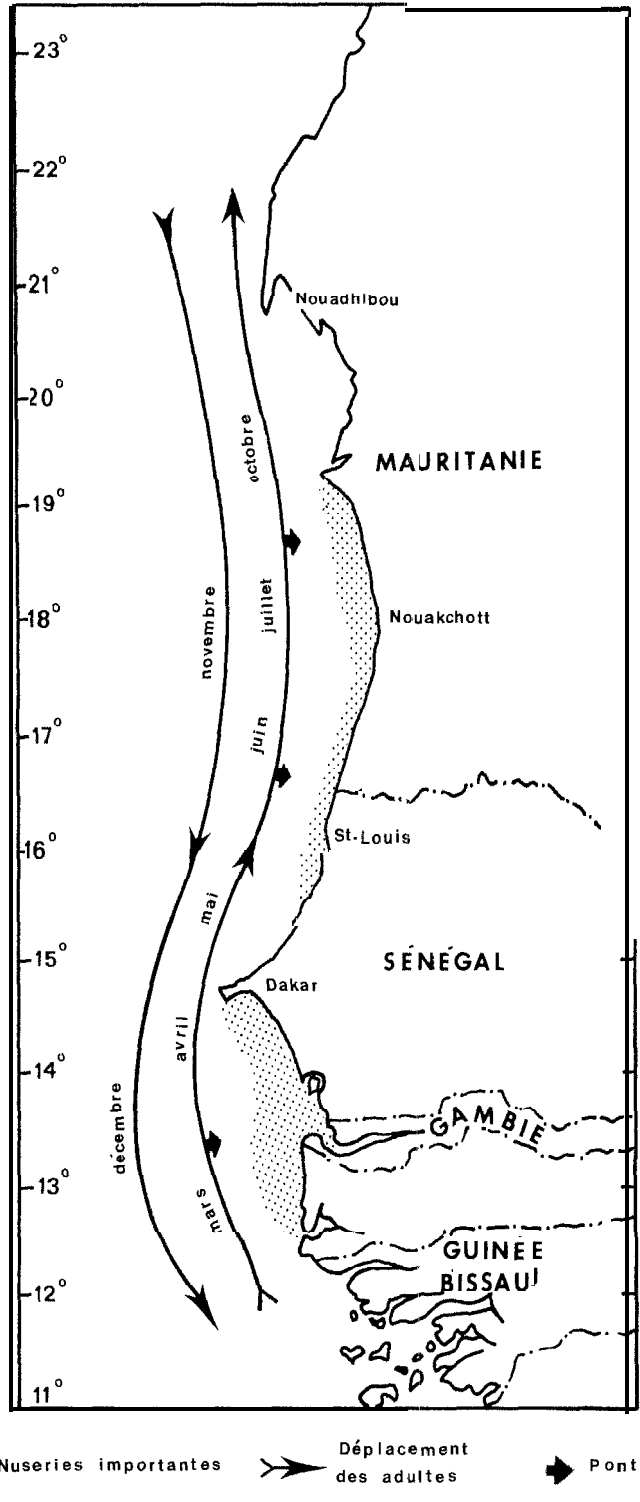 23°
22°
21°
Nouadhibou
20°
octobre
MAURITANIE
19°
novembre
juillet
18°
Nouakchott
juin
17°
16°
St-Louis
mai
15°
SÉNÉGAL
Dakar
avril
14°
décembre
GAMBIE
13°
mars
GUINÉE
BISSAU
12°
11°
Nuseries importantes
Déplacement
des adultes
Pont